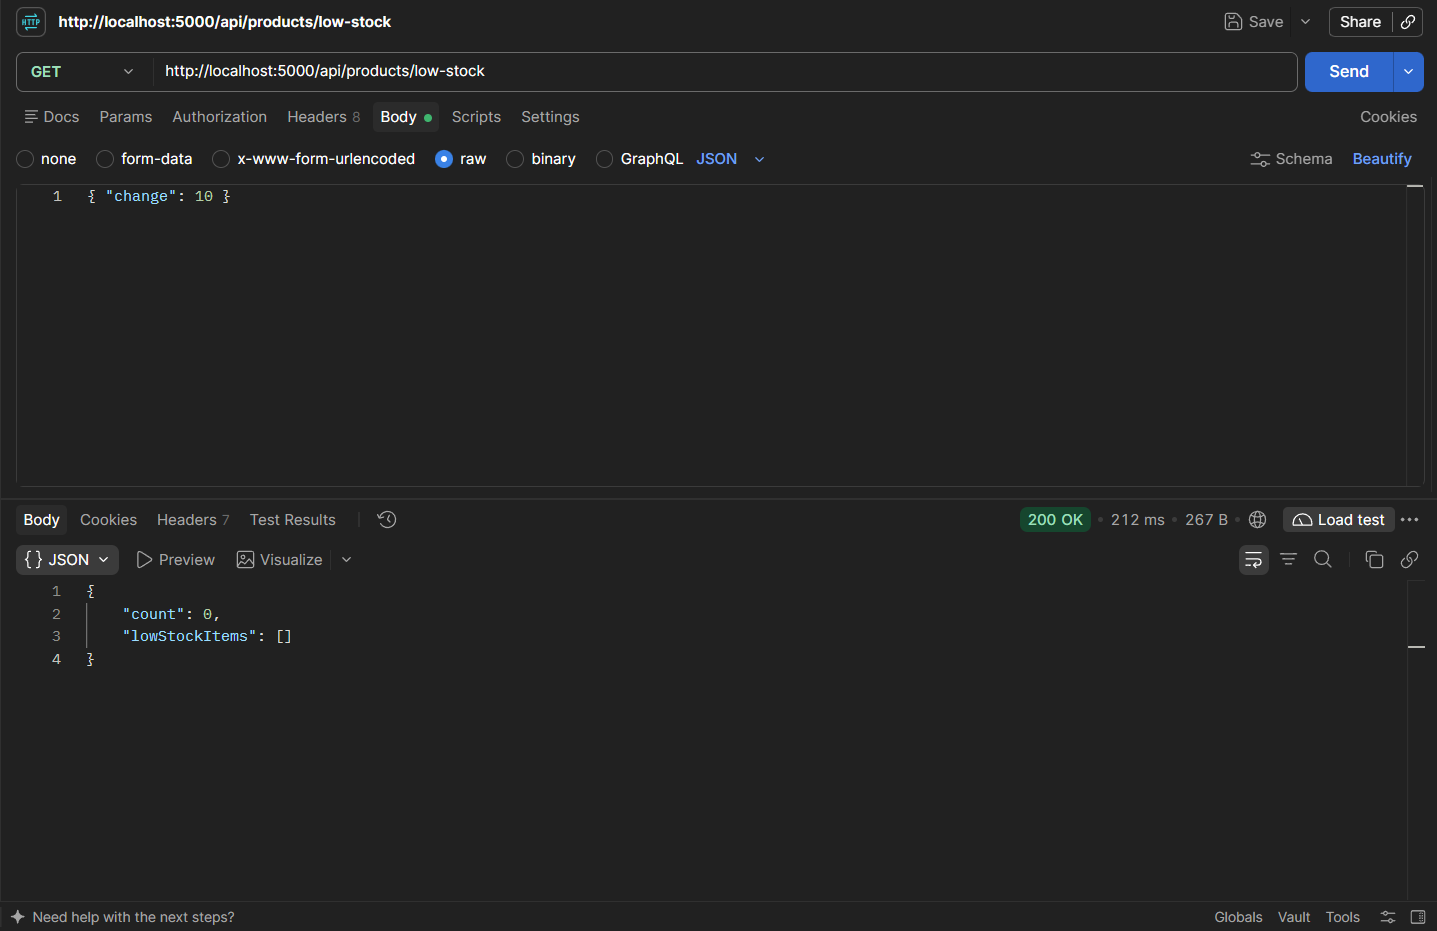 HTTP http://localhost:5000/api/products/low-stock Save Share
GET http://localhost:5000/api/products/low-stock Send
Docs Params Authorization Headers 8 Body Scripts Settings Cookies
none form-data x-www-form-urlencoded raw binary GraphQL JSON Schema Beautify
1 { "change": 10 }
Body Cookies Headers 7 Test Results 200 OK • 212 ms • 267 B • Load test
{} JSON Preview Visualize
1 {
2 "count": 0,
3 "lowStockItems": []
4 }
Need help with the next steps? Globals Vault Tools